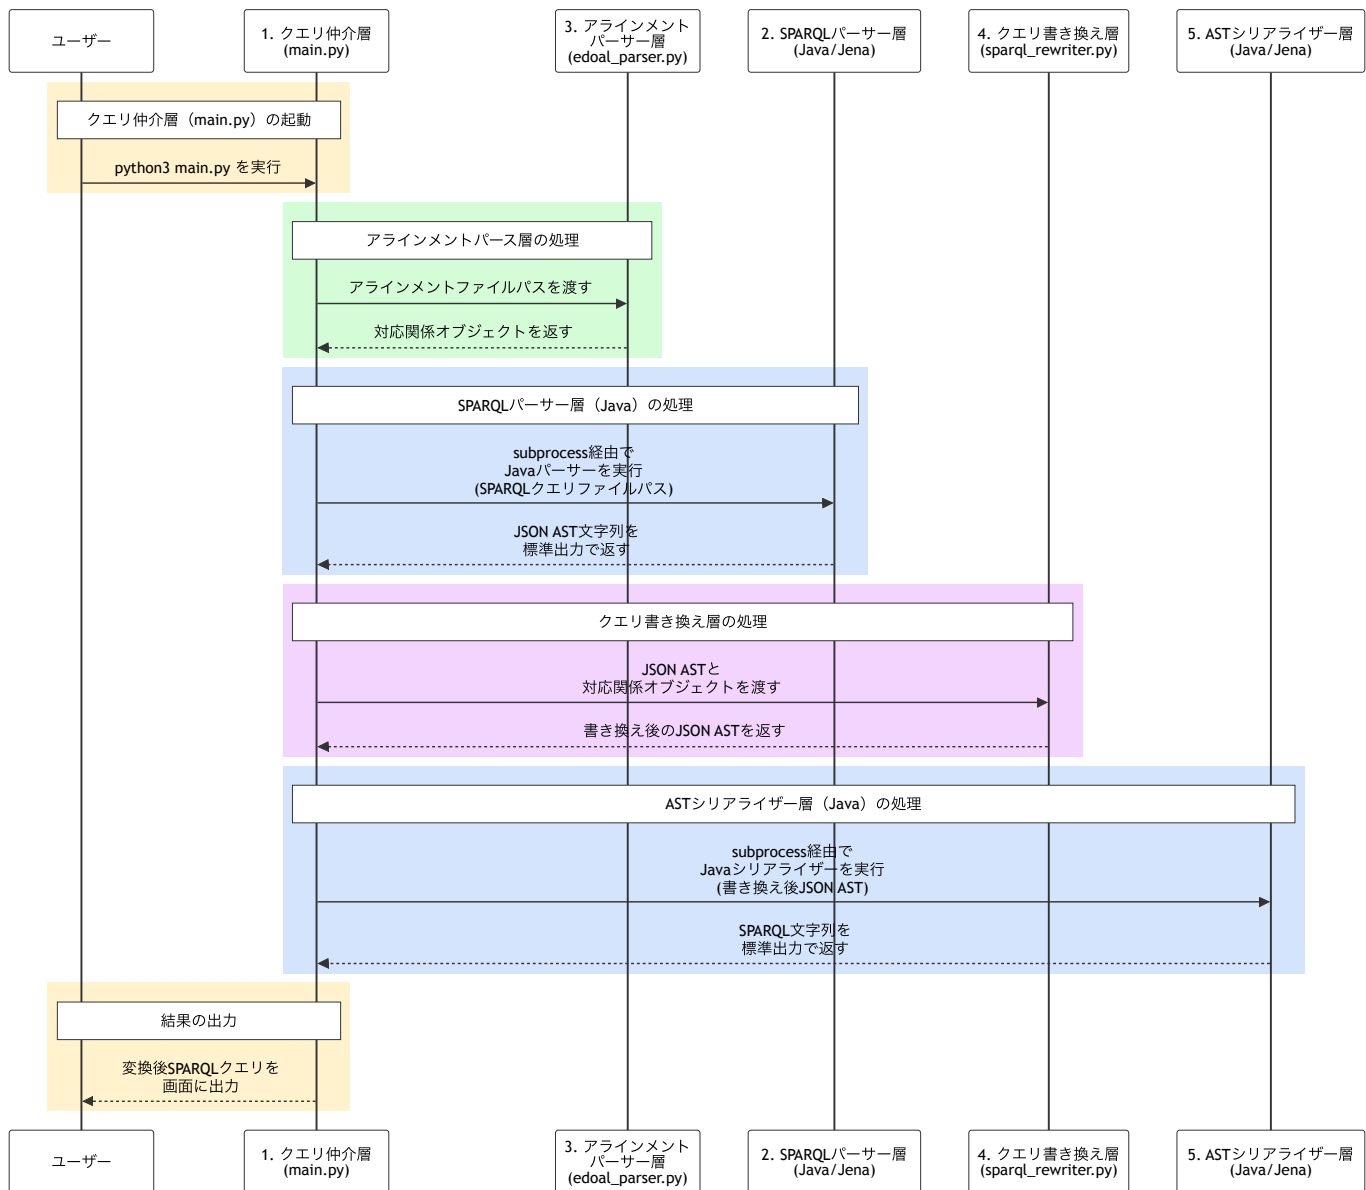 ユーザー
1. クエリ仲介層
(main.py)
3. アラインメント
パーサー層
(edoal_parser.py)
2. SPARQLパーサー層
(Java/Jena)
4. クエリ書き換え層
(sparql_rewriter.py)
5. ASTシリアライザー層
(Java/Jena)
クエリ仲介層（main.py）の起動
python3 main.py を実行
アラインメントパース層の処理
アラインメントファイルパスを渡す
対応関係オブジェクトを返す
SPARQLパーサー層（Java）の処理
subprocess経由で
Javaパーサーを実行
(SPARQLクエリファイルパス)
JSON AST文字列を
標準出力で返す
クエリ書き換え層の処理
JSON ASTと
対応関係オブジェクトを渡す
書き換え後のJSON ASTを返す
ASTシリアライザー層（Java）の処理
subprocess経由で
Javaシリアライザーを実行
(書き換え後JSON AST)
SPARQL文字列を
標準出力で返す
結果の出力
変換後SPARQLクエリを
画面に出力
ユーザー
1. クエリ仲介層
(main.py)
3. アラインメント
パーサー層
(edoal_parser.py)
2. SPARQLパーサー層
(Java/Jena)
4. クエリ書き換え層
(sparql_rewriter.py)
5. ASTシリアライザー層
(Java/Jena)